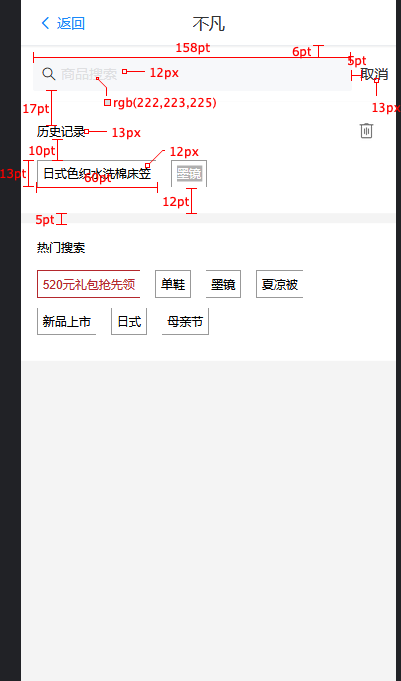 返回 不凡
158pt 6pt
5pt
商品搜索 12px 取消
rgb(222,223,225)
17pt 13px
历史记录 13px
10pt 12px
13pt 日式色织水洗棉床笠 墨镜
60pt
12pt
5pt
热门搜索
520元礼包抢先领 单鞋 墨镜 夏凉被
新品上市 日式 母亲节